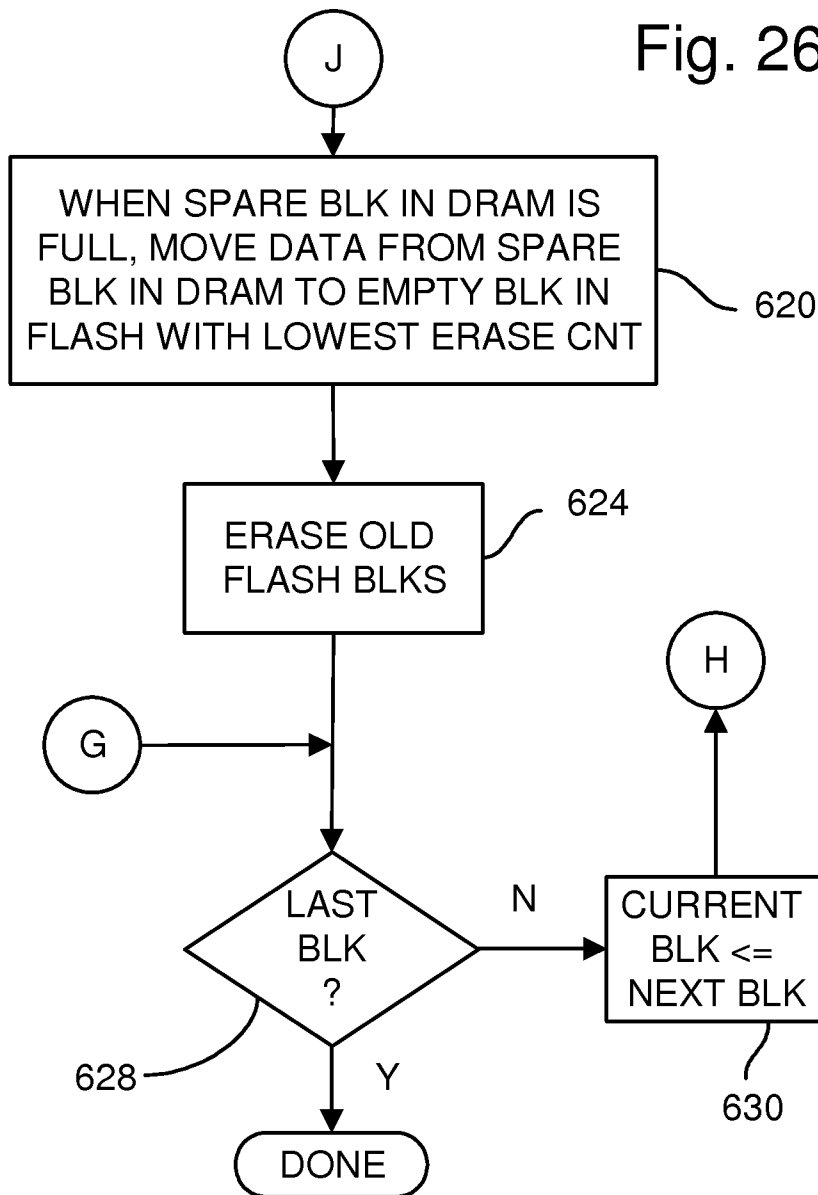 J
Fig. 26
WHEN SPARE BLK IN DRAM IS
FULL, MOVE DATA FROM SPARE
BLK IN DRAM TO EMPTY BLK IN
FLASH WITH LOWEST ERASE CNT
620
ERASE OLD
FLASH BLKS
624
H
G
LAST
BLK
?
N
CURRENT
BLK <=
NEXT BLK
628
Y
630
DONE